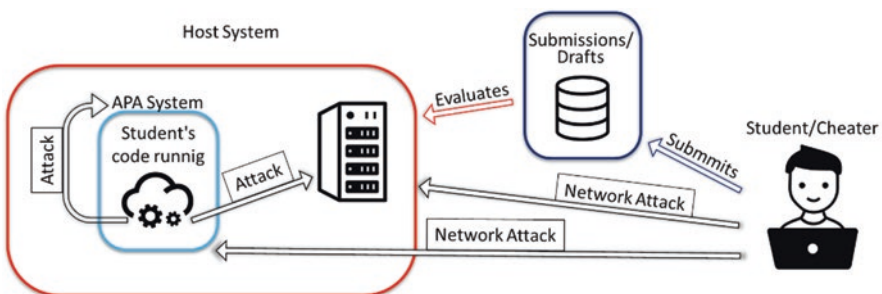 Host System
Submissions/
Drafts
Evaluates
APA System
Student's
code runnig
Attack
Attack
Student/Cheater
Submmits
Network Attack
Network Attack